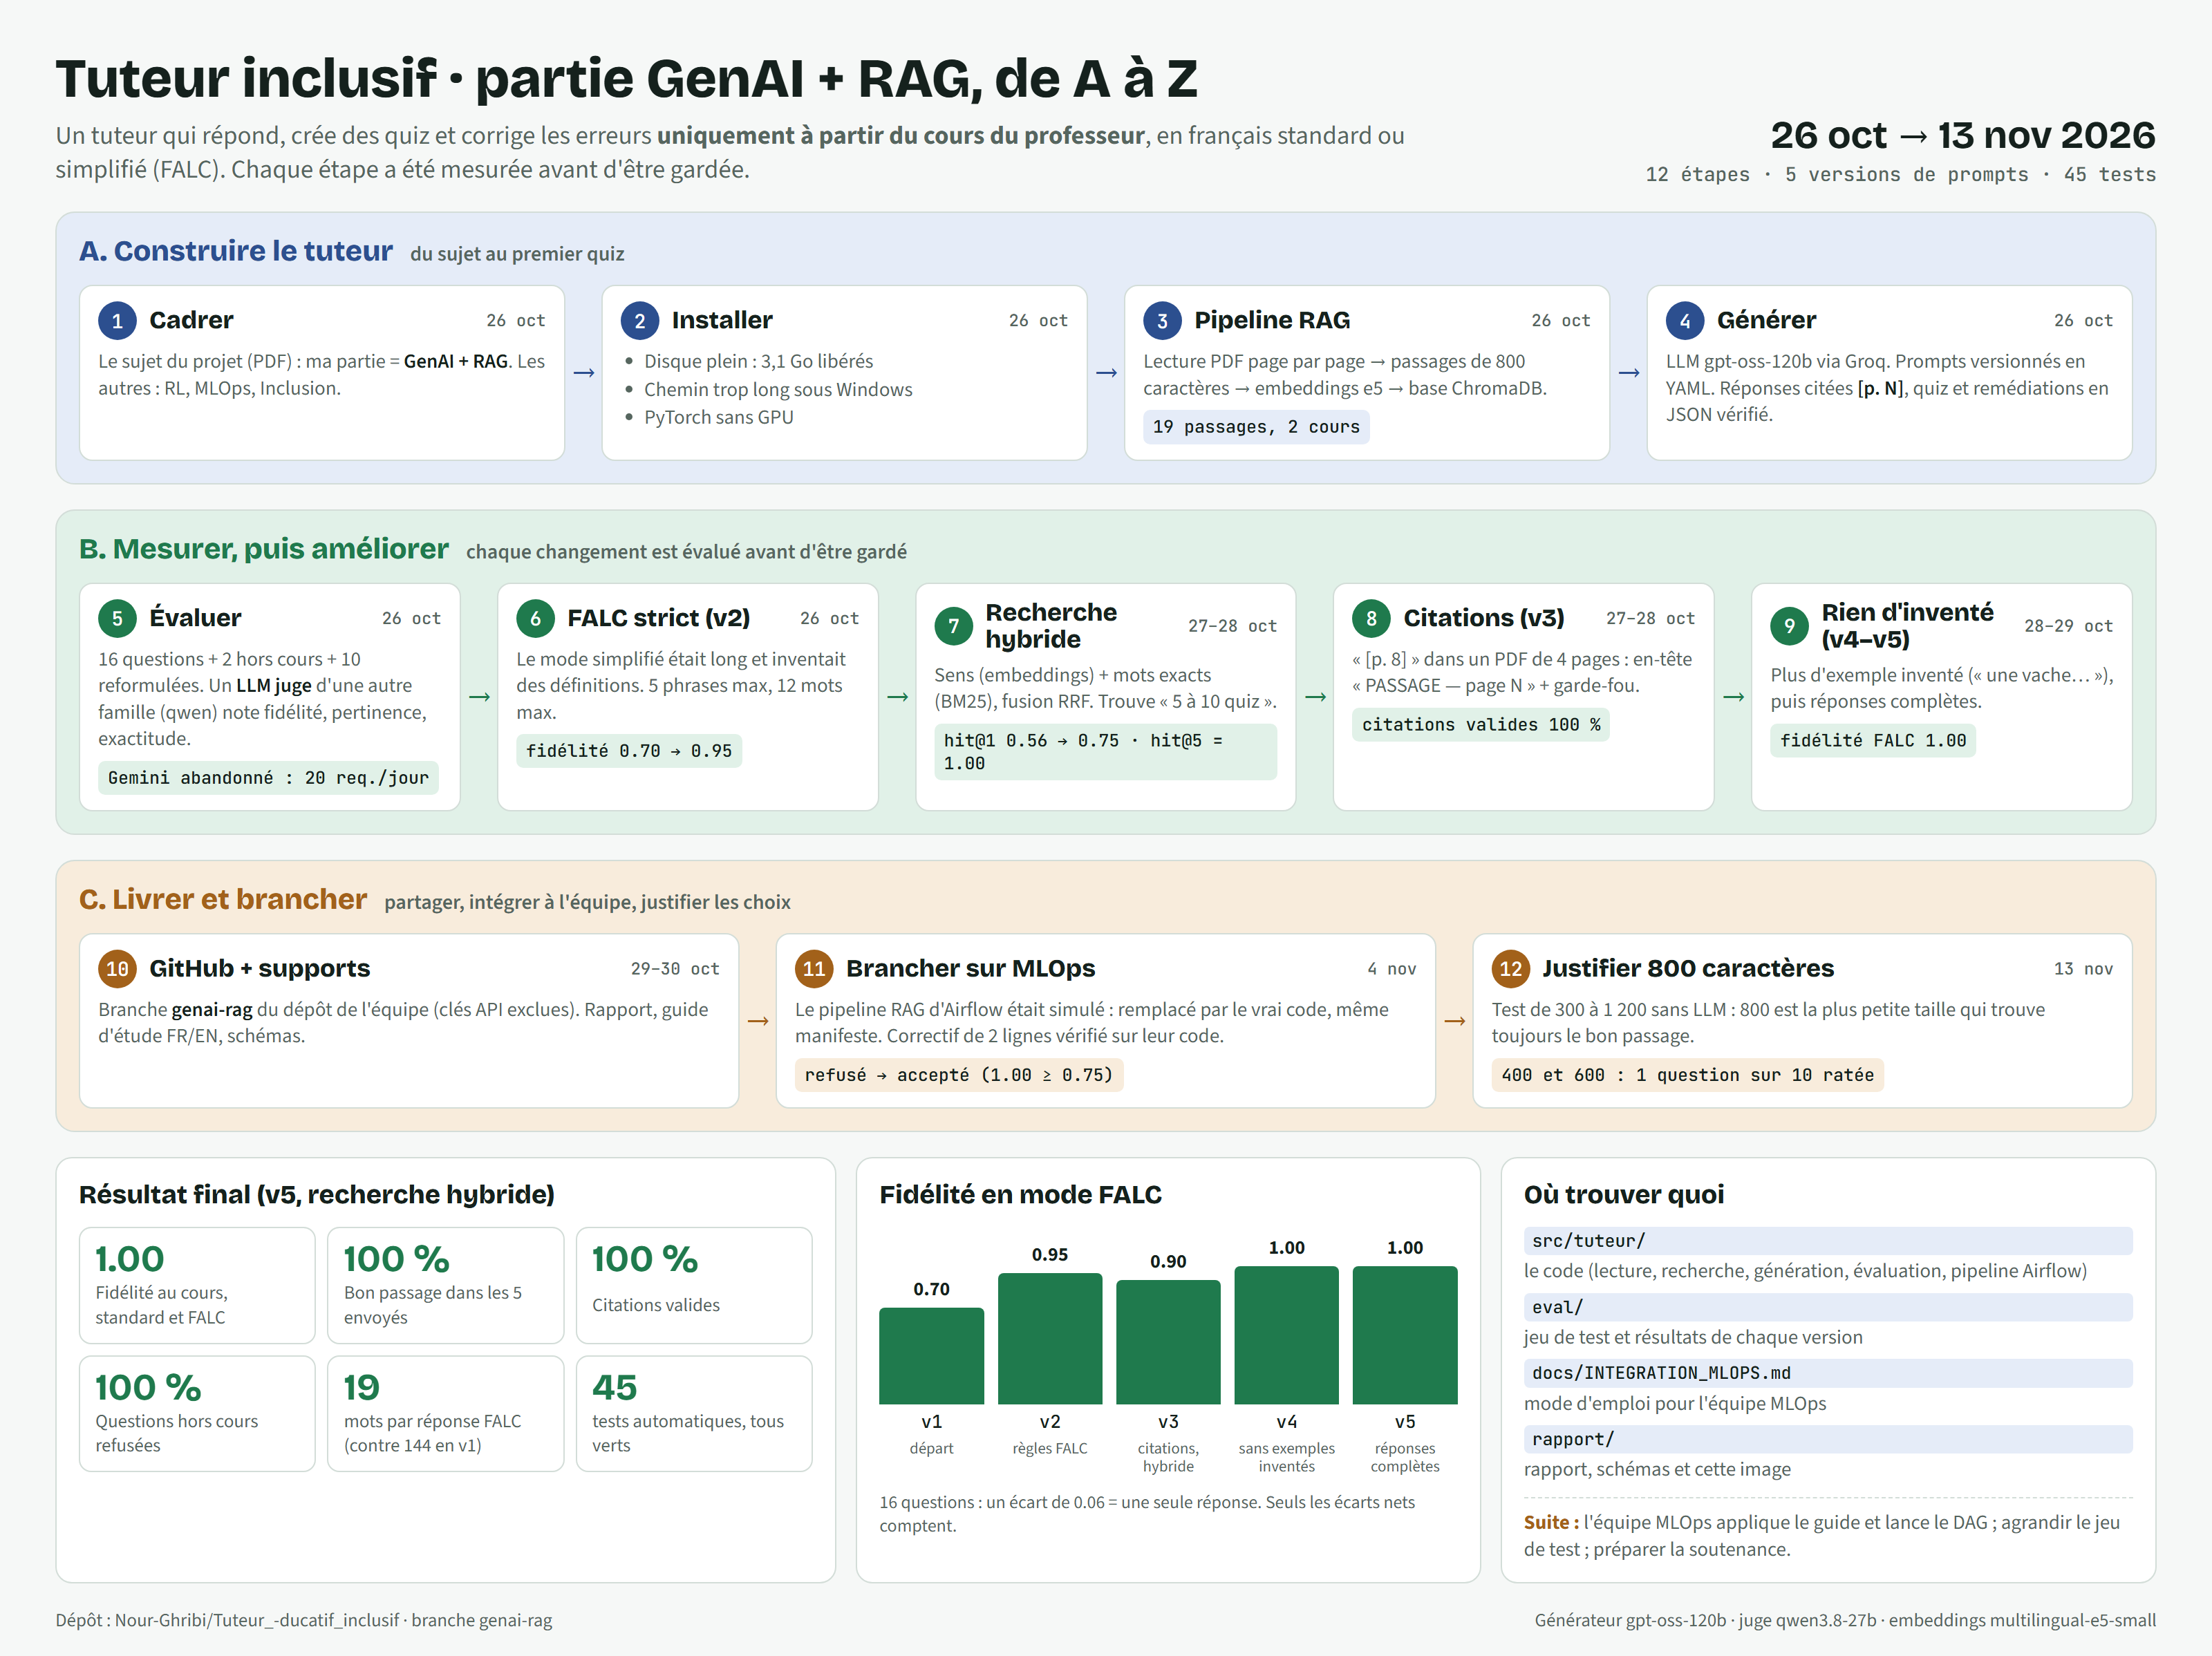 Tuteur inclusif · partie GenAI + RAG, de A à Z
Un tuteur qui répond, crée des quiz et corrige les erreurs uniquement à partir du cours du professeur, en français standard ou
simplifié (FALC). Chaque étape a été mesurée avant d'être gardée.
26 oct → 13 nov 2026
12 étapes · 5 versions de prompts · 45 tests
A. Construire le tuteur du sujet au premier quiz
1 Cadrer 26 oct
Le sujet du projet (PDF) : ma partie = GenAI + RAG. Les
autres : RL, MLOps, Inclusion.
→
2 Installer 26 oct
• Disque plein : 3,1 Go libérés
• Chemin trop long sous Windows
• PyTorch sans GPU
→
3 Pipeline RAG 26 oct
Lecture PDF page par page → passages de 800
caractères → embeddings e5 → base ChromaDB.
19 passages, 2 cours
→
4 Générer 26 oct
LLM gpt-oss-120b via Groq. Prompts versionnés en
YAML. Réponses citées [p. N], quiz et remédiations en
JSON vérifié.
B. Mesurer, puis améliorer chaque changement est évalué avant d'être gardé
5 Évaluer 26 oct
16 questions + 2 hors cours + 10
reformulées. Un LLM juge d'une autre
famille (qwen) note fidélité, pertinence,
exactitude.
Gemini abandonné : 20 req./jour
→
6 FALC strict (v2) 26 oct
Le mode simplifié était long et inventait
des définitions. 5 phrases max, 12 mots
max.
fidélité 0.70 → 0.95
→
7 Recherche
hybride 27–28 oct
Sens (embeddings) + mots exacts
(BM25), fusion RRF. Trouve « 5 à 10 quiz ».
hit@1 0.56 → 0.75 · hit@5 =
1.00
→
8 Citations (v3) 27–28 oct
« [p. 8] » dans un PDF de 4 pages : en-tête
« PASSAGE — page N » + garde-fou.
citations valides 100 %
→
9 Rien d'inventé
(v4–v5) 28–29 oct
Plus d'exemple inventé (« une vache… »),
puis réponses complètes.
fidélité FALC 1.00
C. Livrer et brancher partager, intégrer à l'équipe, justifier les choix
10 GitHub + supports 29–30 oct
Branche genai-rag du dépôt de l'équipe (clés API exclues). Rapport, guide
d'étude FR/EN, schémas.
→
11 Brancher sur MLOps 4 nov
Le pipeline RAG d'Airflow était simulé : remplacé par le vrai code, même
manifeste. Correctif de 2 lignes vérifié sur leur code.
refusé → accepté (1.00 ≥ 0.75)
→
12 Justifier 800 caractères 13 nov
Test de 300 à 1 200 sans LLM : 800 est la plus petite taille qui trouve
toujours le bon passage.
400 et 600 : 1 question sur 10 ratée
Résultat final (v5, recherche hybride)
1.00
Fidélité au cours,
standard et FALC
100 %
Bon passage dans les 5
envoyés
100 %
Citations valides
100 %
Questions hors cours
refusées
19
mots par réponse FALC
(contre 144 en v1)
45
tests automatiques, tous
verts
Fidélité en mode FALC
0.70
0.95
0.90
1.00
1.00
v1
départ
v2
règles FALC
v3
citations,
hybride
v4
sans exemples
inventés
v5
réponses
complètes
16 questions : un écart de 0.06 = une seule réponse. Seuls les écarts nets
comptent.
Où trouver quoi
src/tuteur/
le code (lecture, recherche, génération, évaluation, pipeline Airflow)
eval/
jeu de test et résultats de chaque version
docs/INTEGRATION_MLOPS.md
mode d'emploi pour l'équipe MLOps
rapport/
rapport, schémas et cette image
Suite : l'équipe MLOps applique le guide et lance le DAG ; agrandir le jeu
de test ; préparer la soutenance.
Dépôt : Nour-Ghribi/Tuteur_-ducatif_inclusif · branche genai-rag
Générateur gpt-oss-120b · juge qwen3.8-27b · embeddings multilingual-e5-small